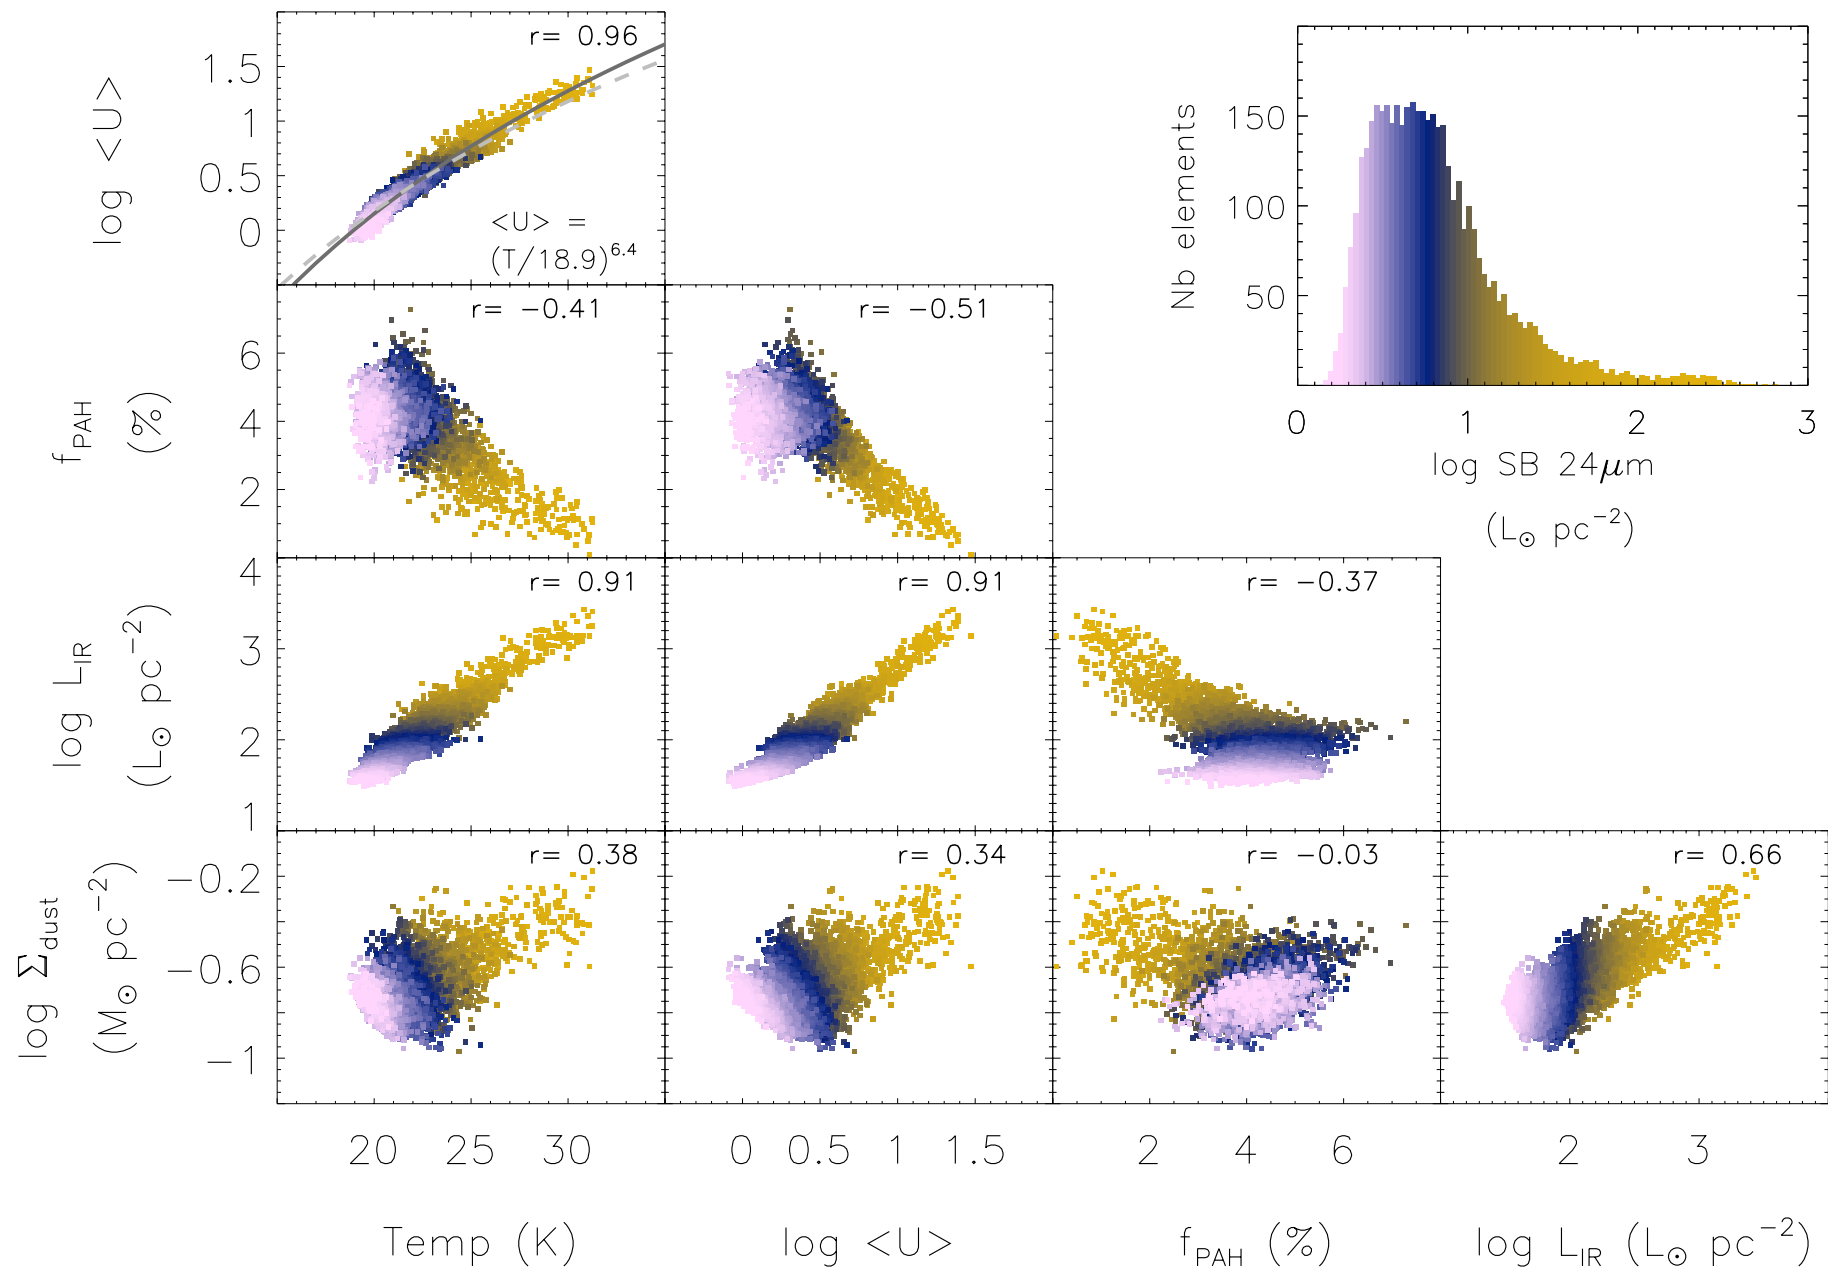 log <U>
1.5
1
0.5
0
r= 0.96
<U> =
(T/18.9)^6.4
Nb elements
150
100
50
0 1 2 3
log SB 24μm
(L⊙ pc⁻²)
f_PAH
(%)
6
4
2
r= −0.41
r= −0.51
log L_IR
(L⊙ pc⁻²)
4
3
2
1
r= 0.91
r= 0.91
r= −0.37
log Σ_dust
(M⊙ pc⁻²)
−0.2
−0.6
−1
r= 0.38
r= 0.34
r= −0.03
r= 0.66
20 25 30
0 0.5 1 1.5
2 4 6
2 3
Temp (K)
log <U>
f_PAH (%)
log L_IR (L⊙ pc⁻²)